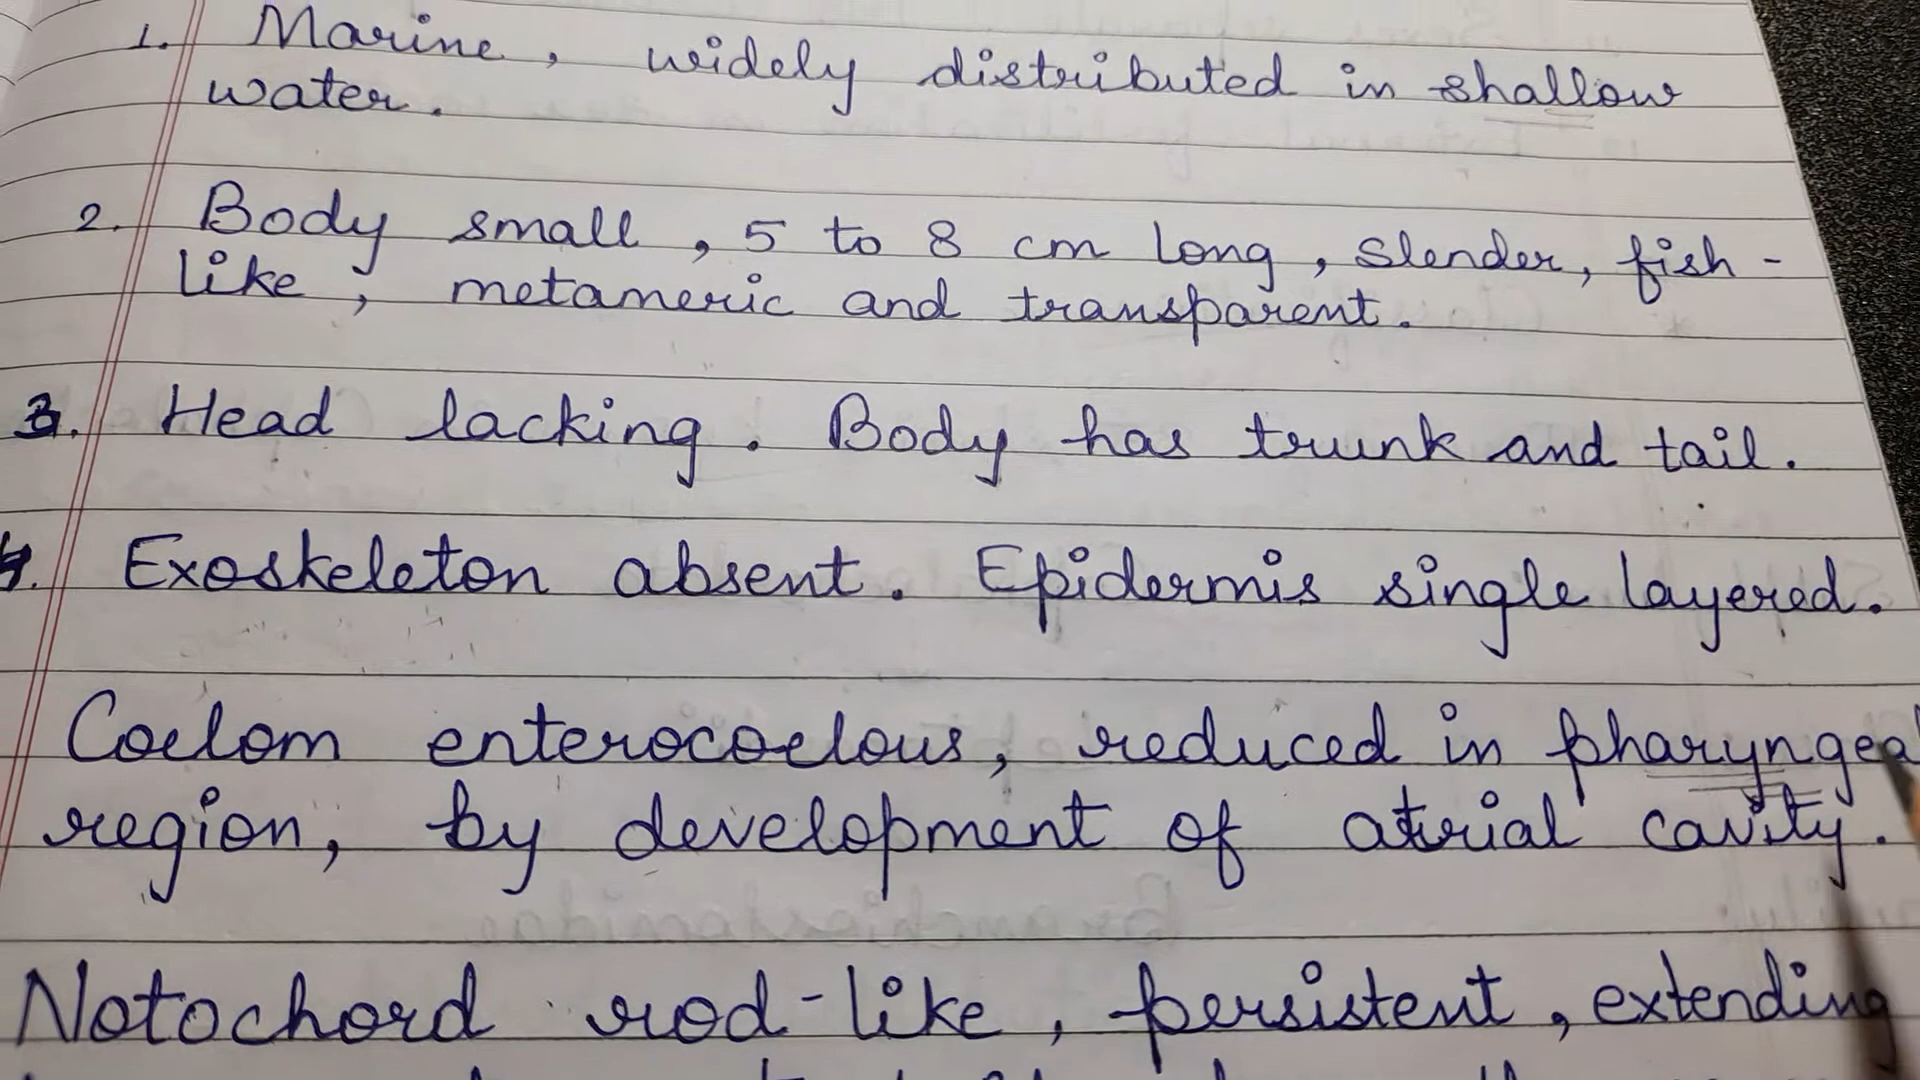 1. Marine, widely distributed in shallow
water.
2. Body small, 5 to 8 cm long, slender, fish-
like, metameric and transparent.
3. Head lacking. Body has trunk and tail.
4. Exoskeleton absent. Epidermis single layered.
Coelom enterocoelous, reduced in pharyngeal
region, by development of atrial cavity.
Notochord rod-like, persistent, extending